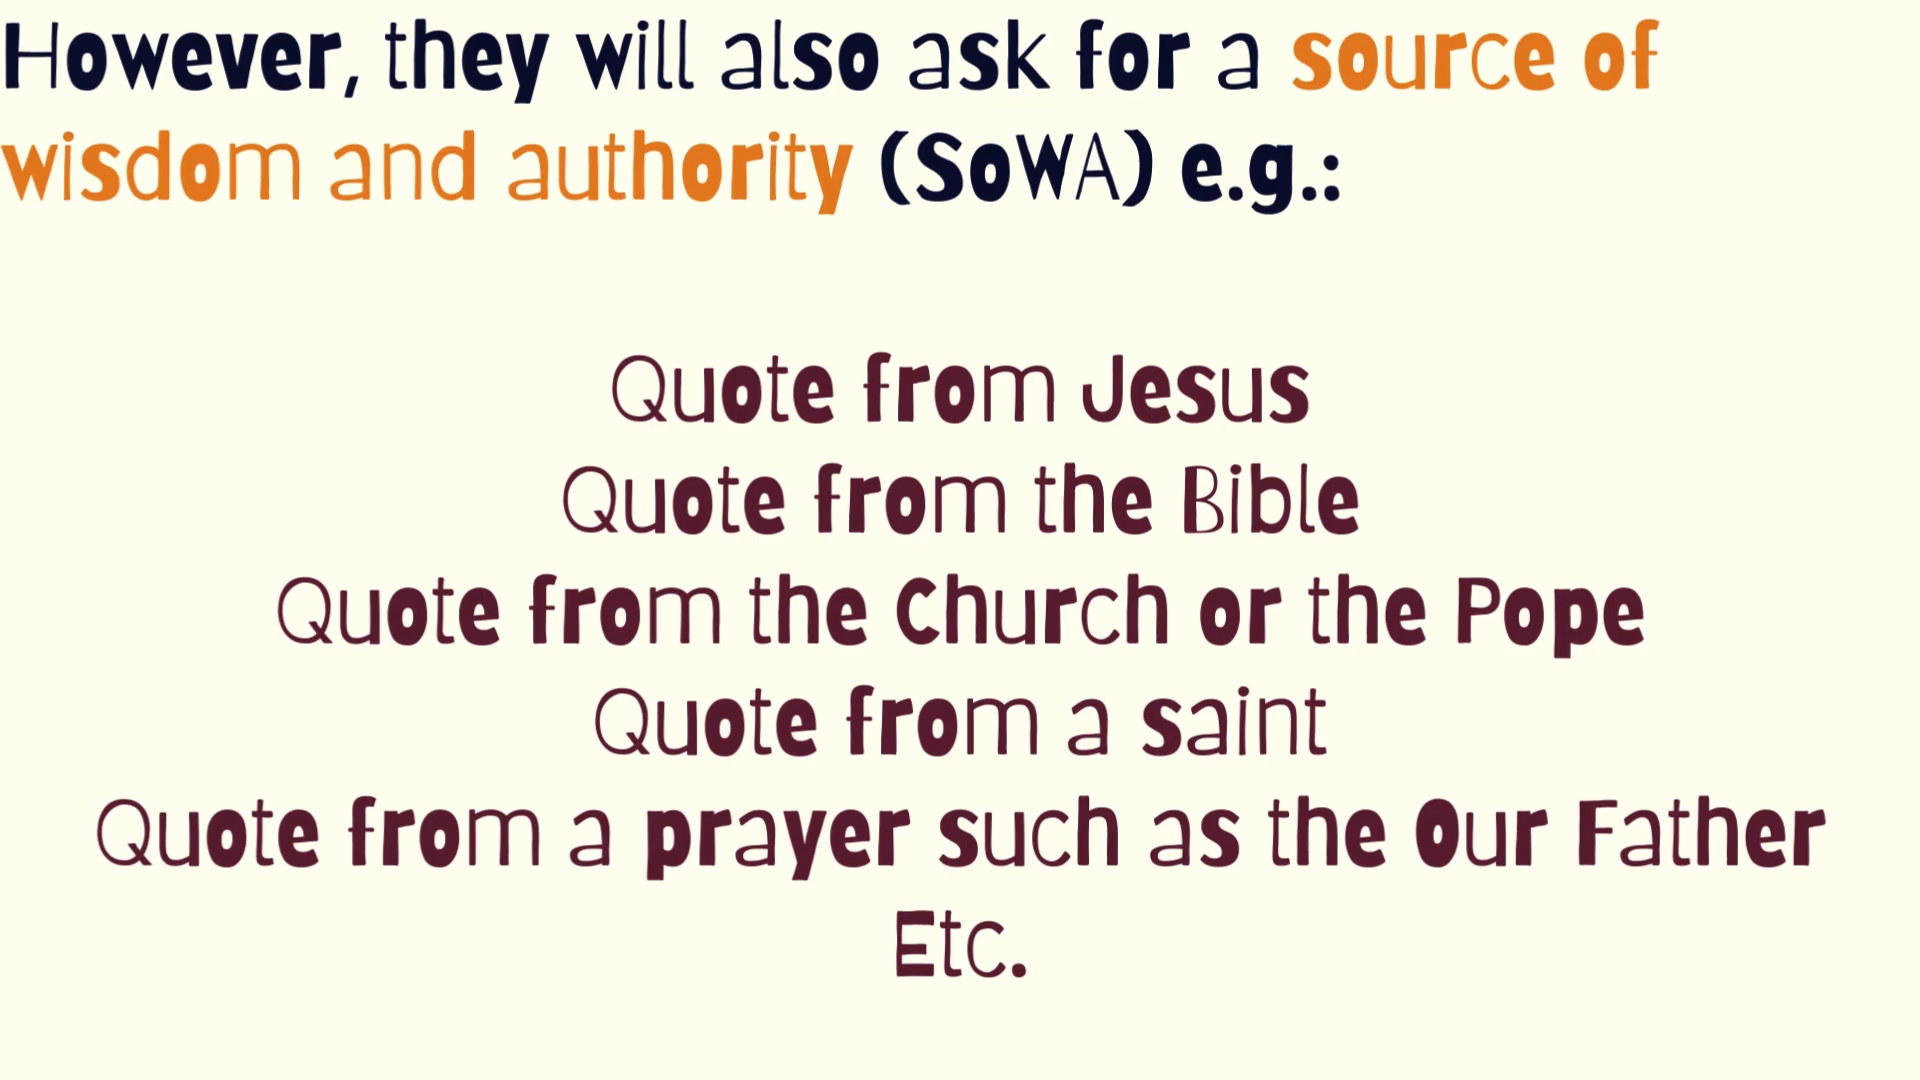 However, they will also ask for a source of
wisdom and authority (SoWA) e.g.:
Quote from Jesus
Quote from the Bible
Quote from the Church or the Pope
Quote from a saint
Quote from a prayer such as the Our Father
Etc.